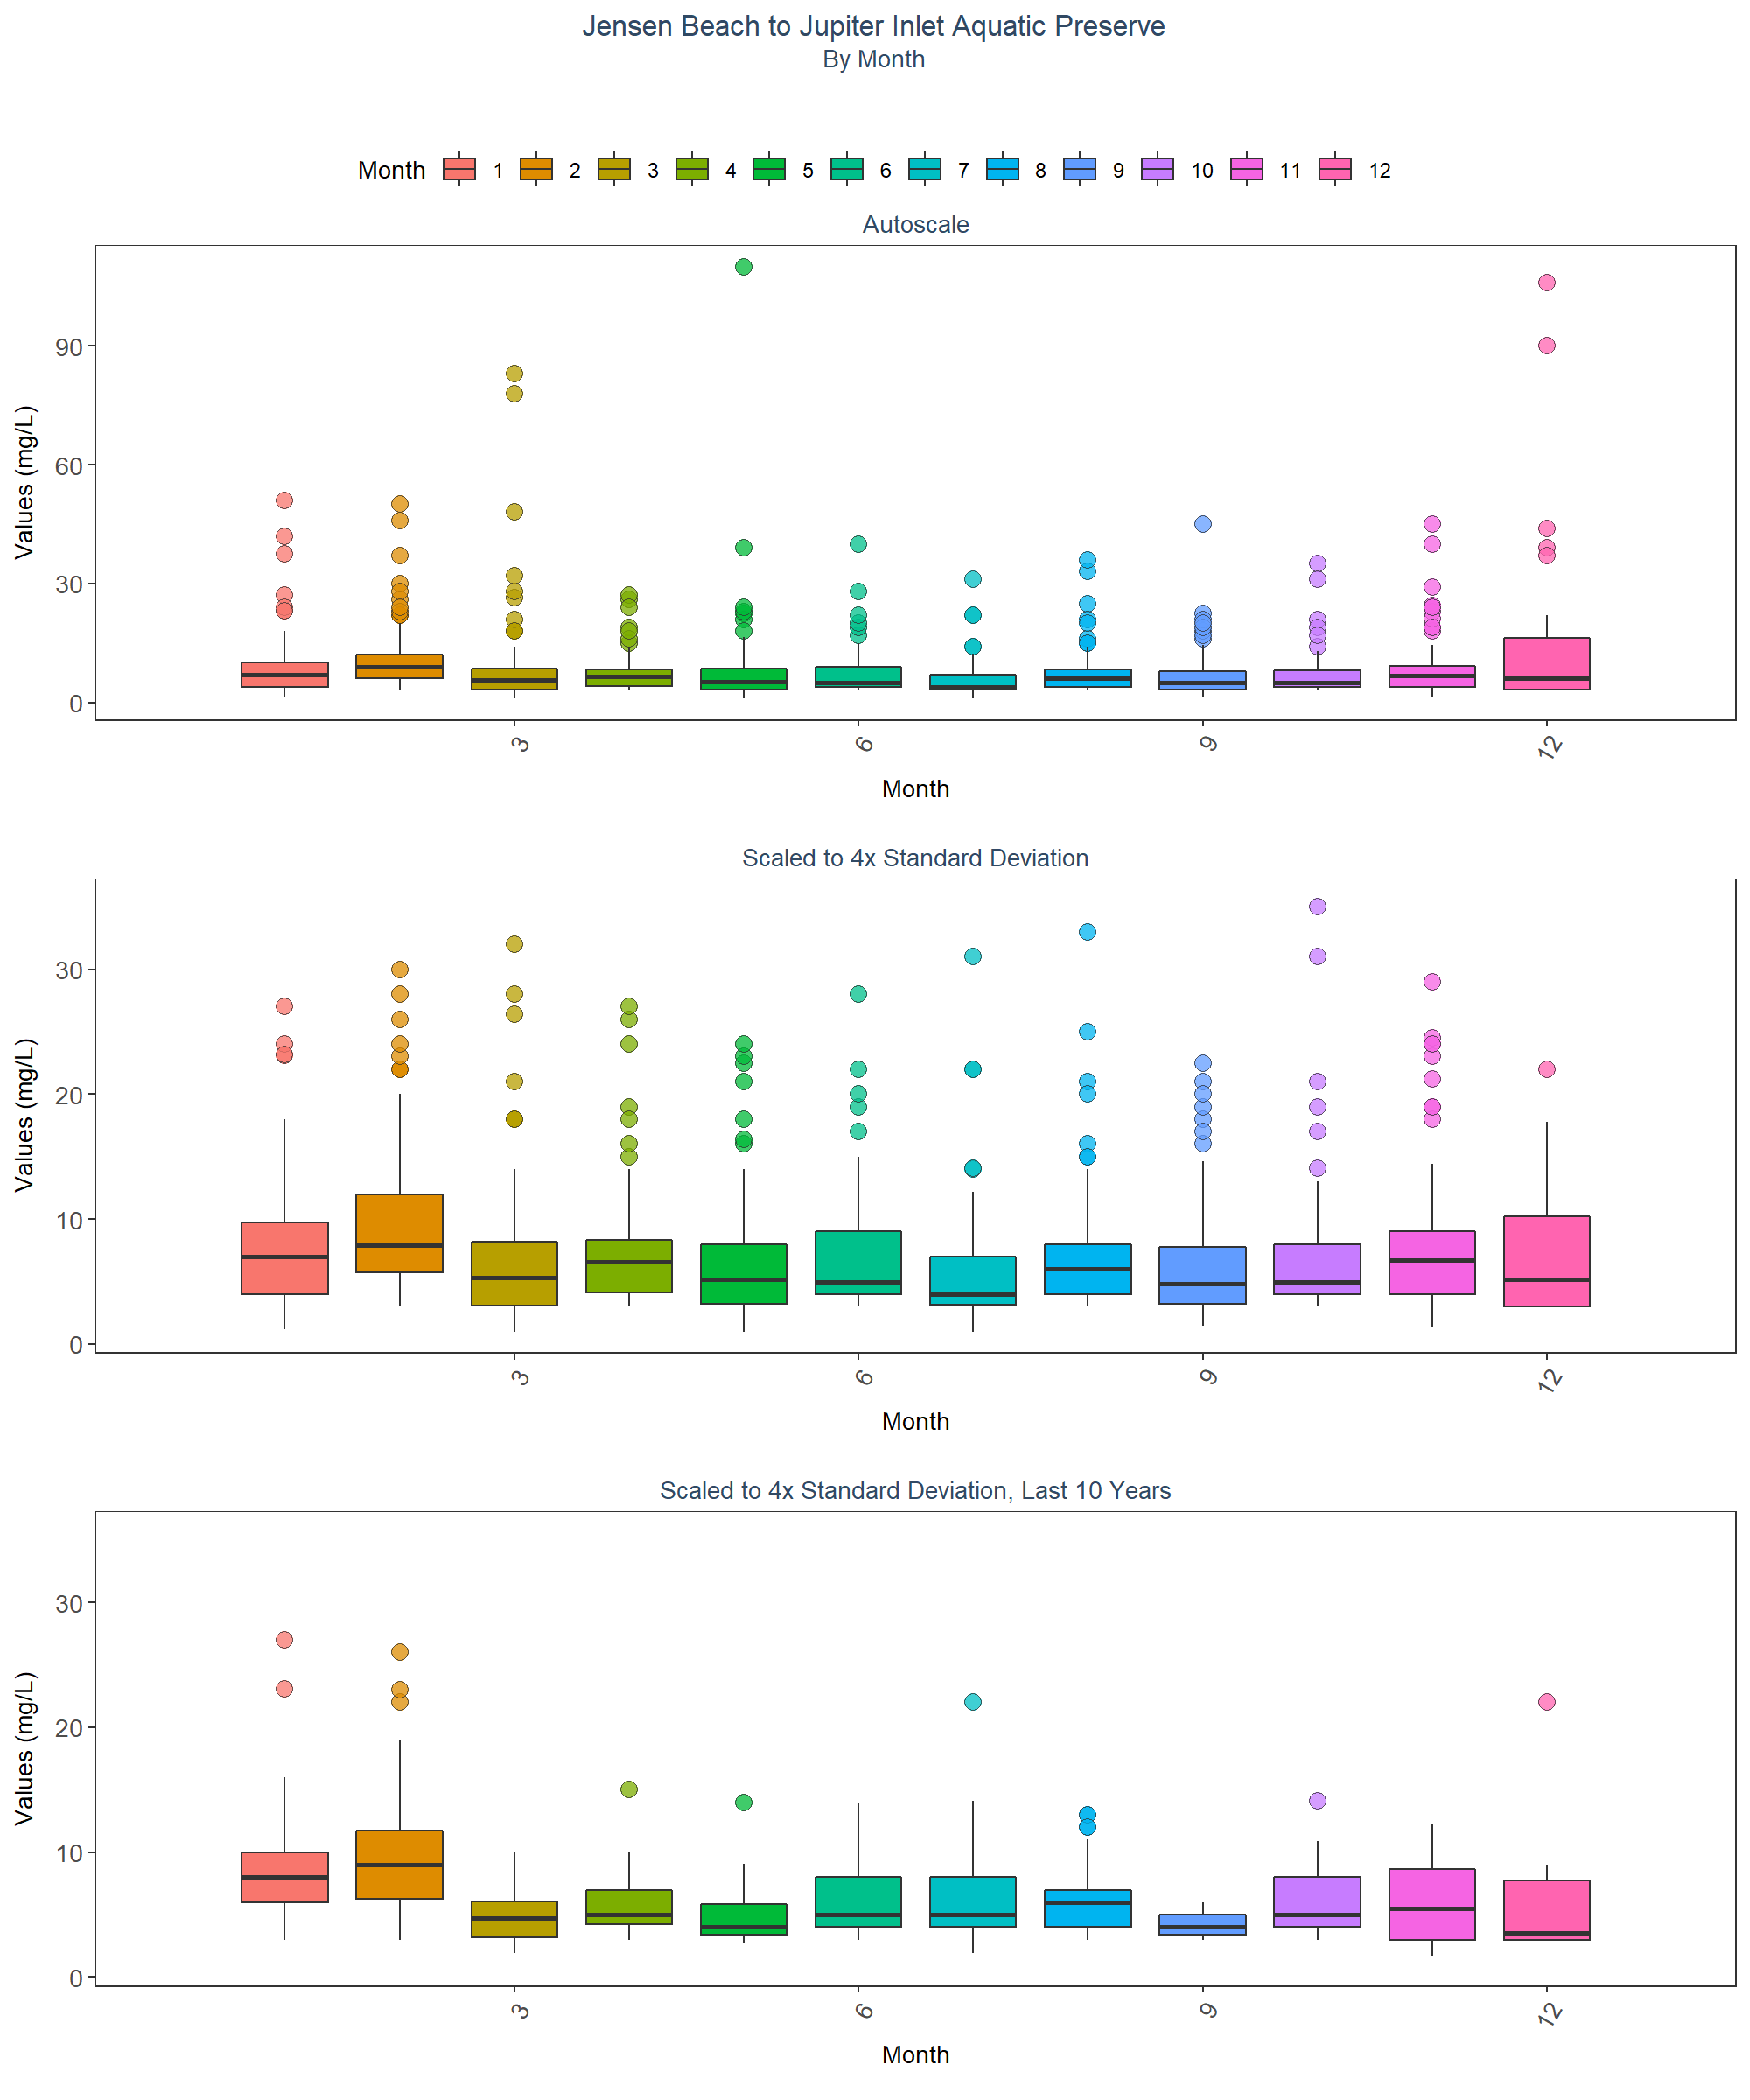 Jensen Beach to Jupiter Inlet Aquatic Preserve
By Month
Month 1 2 3 4 5 6 7 8 9 10 11 12
Autoscale
Values (mg/L)
90
60
30
0
3 6 9 12
Month
Scaled to 4x Standard Deviation
Values (mg/L)
30
20
10
0
3 6 9 12
Month
Scaled to 4x Standard Deviation, Last 10 Years
Values (mg/L)
30
20
10
0
3 6 9 12
Month